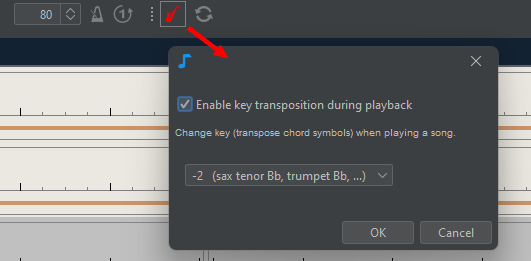 80
Enable key transposition during playback
Change key (transpose chord symbols) when playing a song.
-2 (sax tenor Bb, trumpet Bb, ...)
OK Cancel